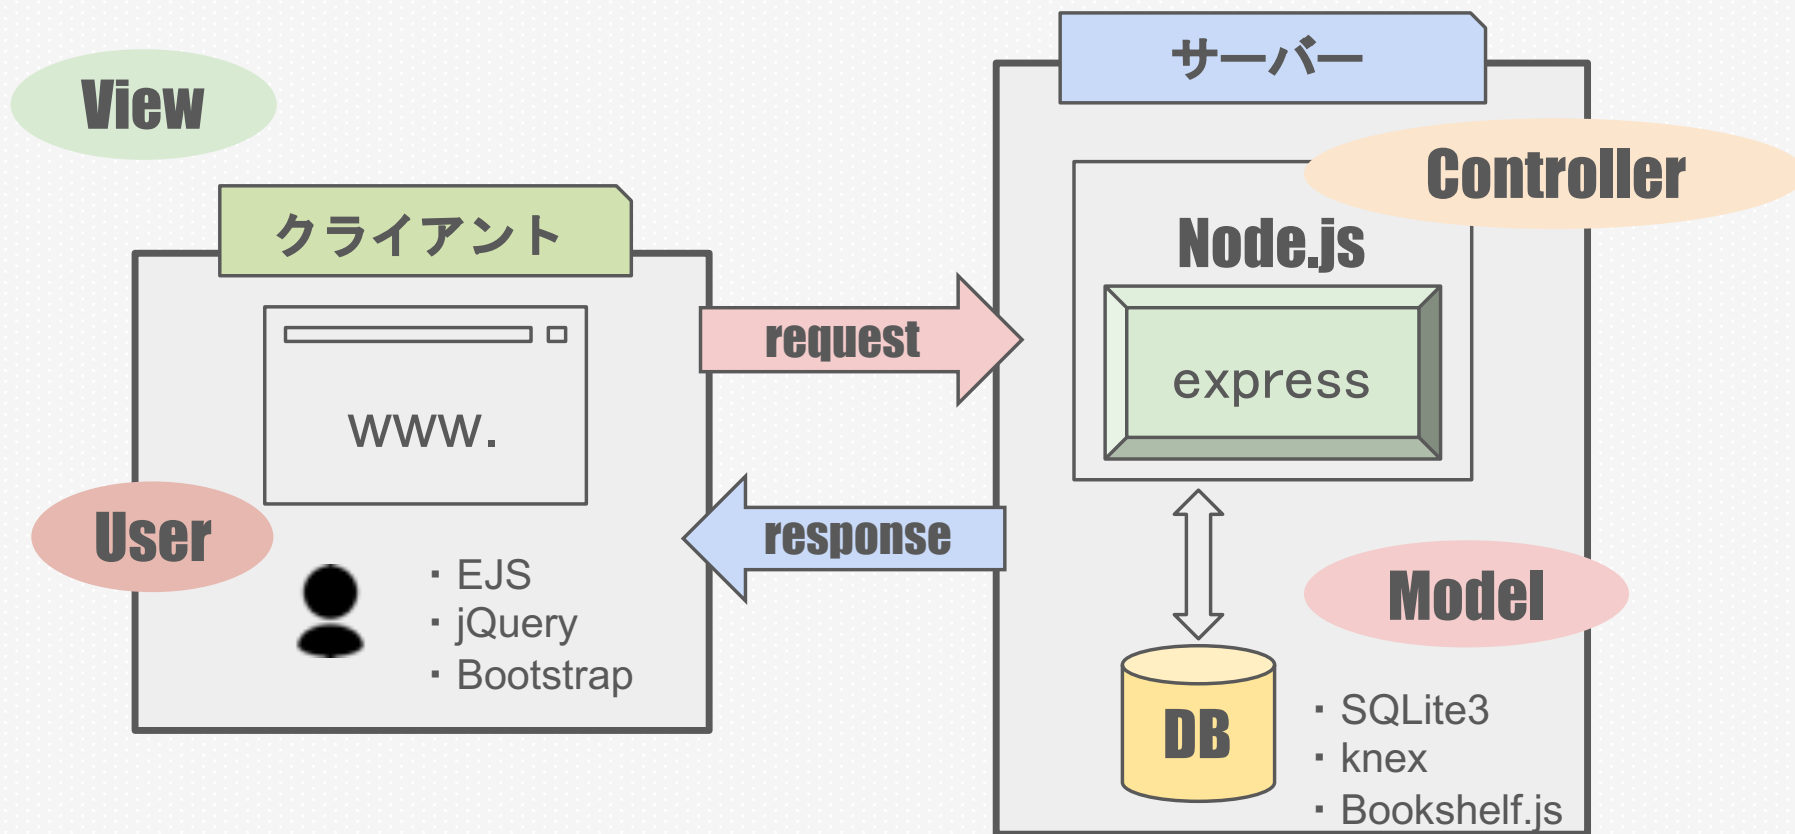 View
クライアント
www.
User
・EJS
・jQuery
・Bootstrap
request
response
サーバー
Controller
Node.js
express
Model
DB
・SQLite3
・knex
・Bookshelf.js